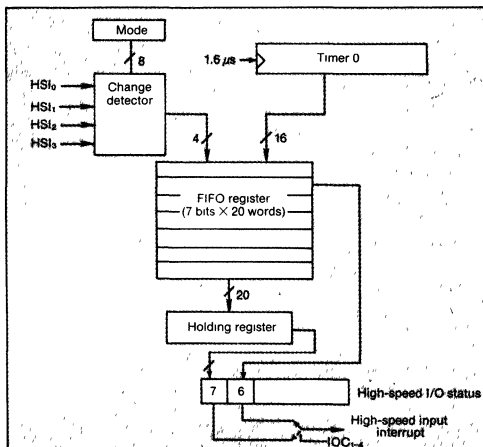 Mode
8
1.6 µs
Timer 0
HSI₀
HSI₁
HSI₂
HSI₃
Change
detector
4
16
FIFO register
(7 bits × 20 words)
20
Holding register
7
6
High-speed I/O status
High-speed input
interrupt